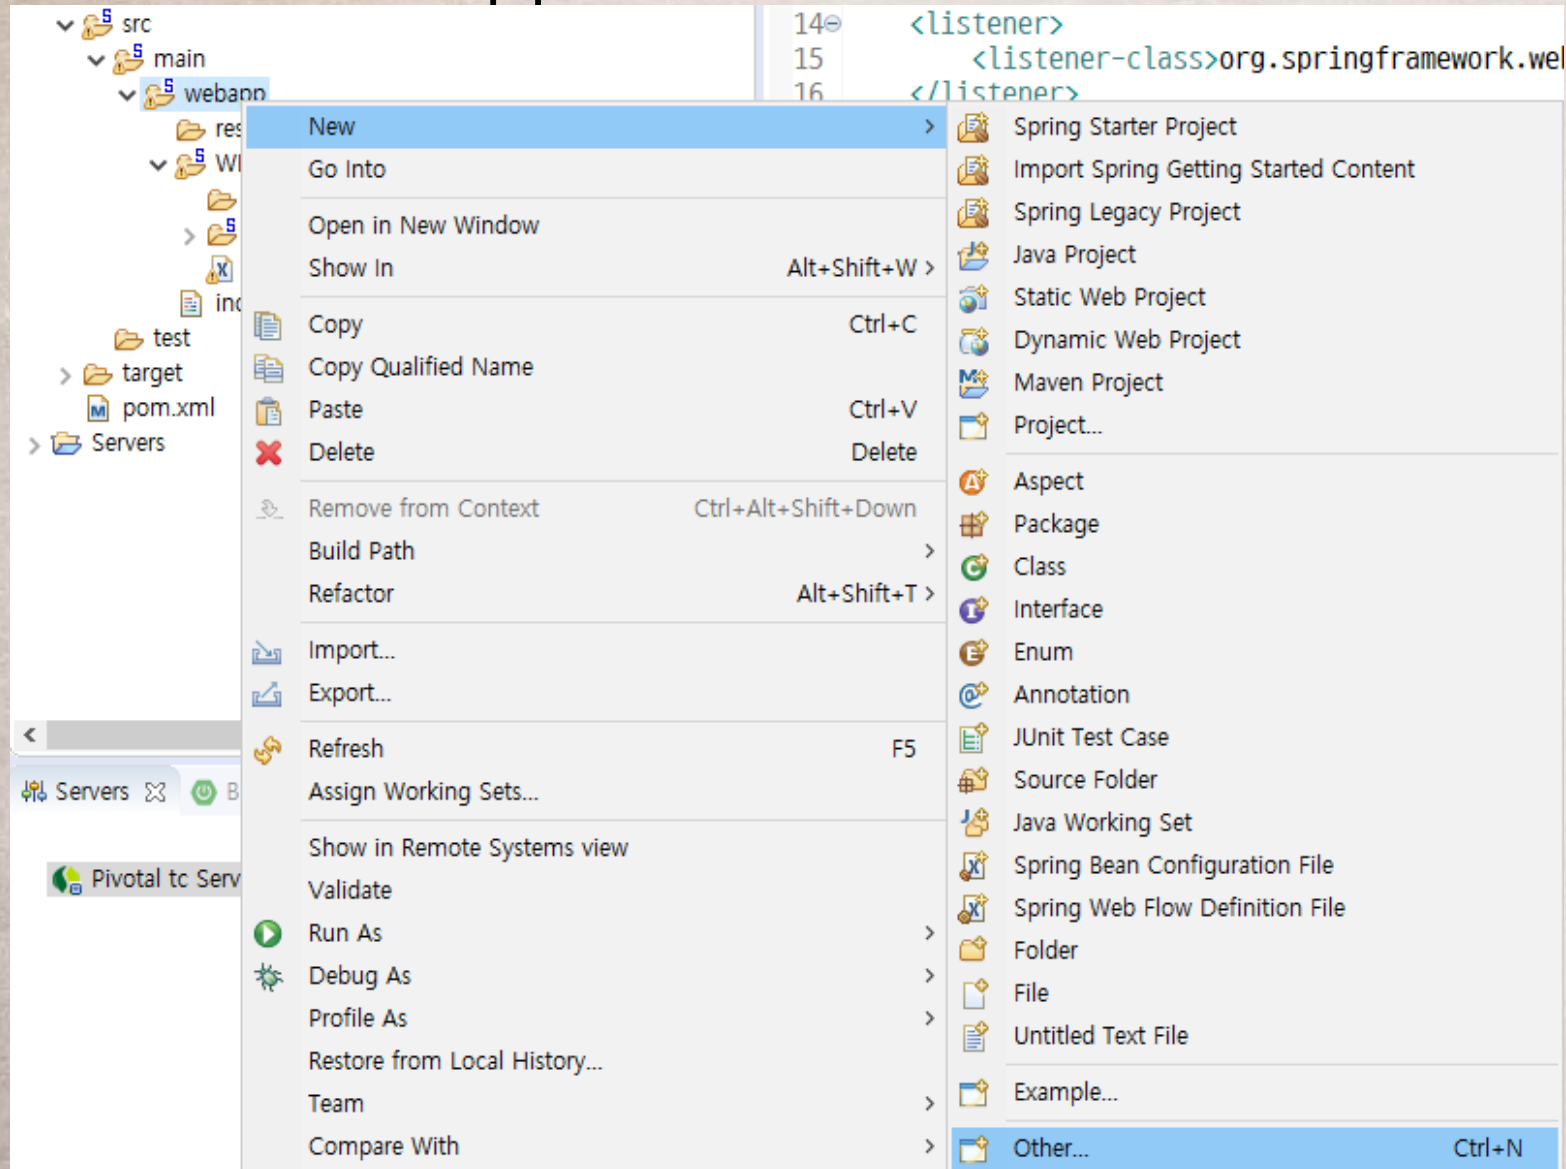 src
main
webapp
New
Go Into
Open in New Window
Show In Alt+Shift+W
Copy Ctrl+C
Copy Qualified Name
Paste Ctrl+V
Delete Delete
Remove from Context Ctrl+Alt+Shift+Down
Build Path
Refactor Alt+Shift+T
Import...
Export...
Refresh F5
Assign Working Sets...
Show in Remote Systems view
Validate
Run As
Debug As
Profile As
Restore from Local History...
Team
Compare With
test
target
pom.xml
Servers
Servers
Pivotal tc Serv
14 <listener>
15 <listener-class>org.springframework.we
16 </listener>
Spring Starter Project
Import Spring Getting Started Content
Spring Legacy Project
Java Project
Static Web Project
Dynamic Web Project
Maven Project
Project...
Aspect
Package
Class
Interface
Enum
Annotation
JUnit Test Case
Source Folder
Java Working Set
Spring Bean Configuration File
Spring Web Flow Definition File
Folder
File
Untitled Text File
Example...
Other... Ctrl+N